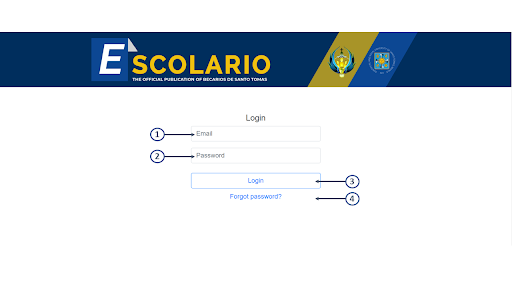 ESCOLARIO
THE OFFICIAL PUBLICATION OF BECARIOS DE SANTO TOMAS
Login
1 Email
2 Password
Login 3
Forgot password? 4